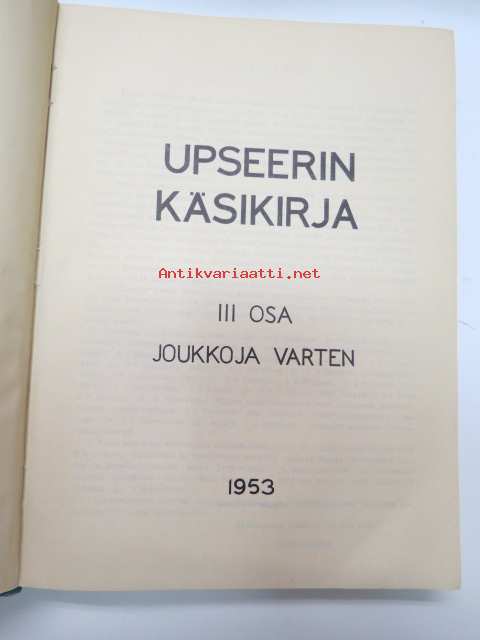 UPSEERIN
KÄSIKIRJA
Antikvariaatti.net
III OSA
JOUKKOJA VARTEN
1953